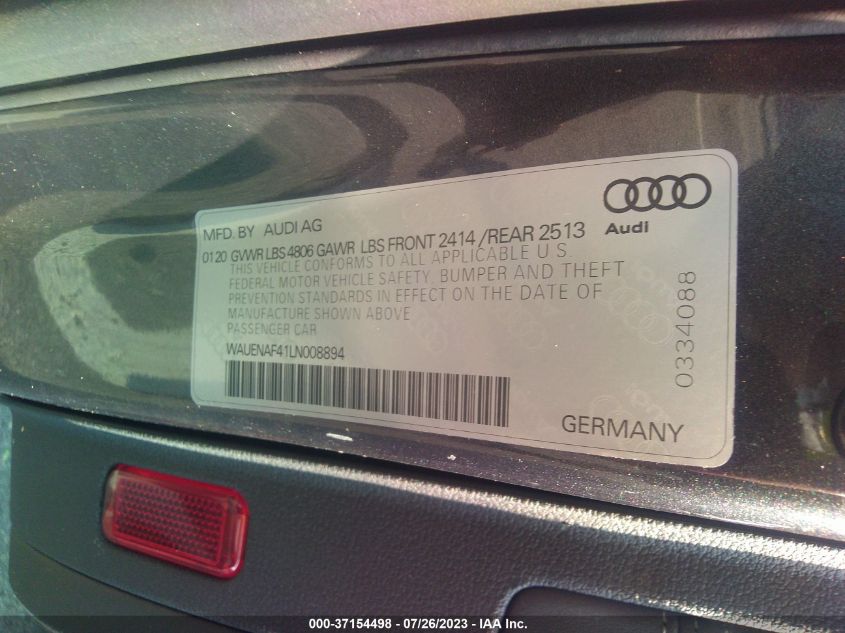 MFD. BY AUDI AG
0120 GVWR LBS 4806 GAWR LBS FRONT 2414 / REAR 2513
THIS VEHICLE CONFORMS TO ALL APPLICABLE U.S.
FEDERAL MOTOR VEHICLE SAFETY, BUMPER AND THEFT
PREVENTION STANDARDS IN EFFECT ON THE DATE OF
MANUFACTURE SHOWN ABOVE
PASSENGER CAR
WAUENAF41LN008894
Audi
0334088
GERMANY
000-37154498 - 07/26/2023 - IAA Inc.